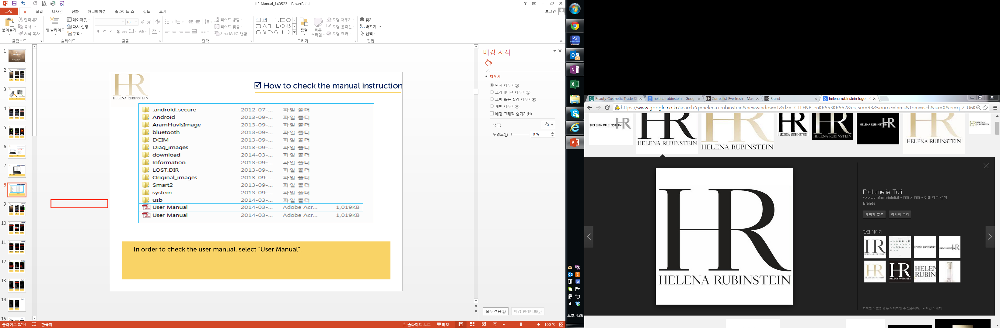 HR Manual_140523 - PowerPoint
로그인
파일 홈 삽입 디자인 전환 애니메이션 슬라이드 쇼 검토 보기
붙여넣기
잘라내기
복사
서식 복사
클립보드
새 슬라이드
레이아웃
다시 설정
구역
슬라이드
18
글꼴
텍스트 방향
텍스트 맞춤
SmartArt로 변환
단락
정렬
빠른 스타일
도형 채우기
도형 윤곽선
도형 효과
그리기
찾기
바꾸기
선택
편집
1
2
3
4
5
6
7
8
9
10
11
12
13
14
15
HR
HELENA RUBINSTEIN
How to check the manual instruction
.android_secure 2012-07-... 파일 폴더
Android 2013-09-... 파일 폴더
AramHuvisImage 2013-09-... 파일 폴더
bluetooth 2013-09-... 파일 폴더
DCIM 2013-09-... 파일 폴더
Diag_images 2013-09-... 파일 폴더
download 2014-03-... 파일 폴더
Information 2013-09-... 파일 폴더
LOST.DIR 2013-09-... 파일 폴더
Original_images 2013-09-... 파일 폴더
Smart2 2013-09-... 파일 폴더
system 2013-09-... 파일 폴더
usb 2014-03-... 파일 폴더
User Manual 2014-03-... Adobe Acr... 1,019KB
User Manual 2014-03-... Adobe Acr... 1,019KB
In order to check the user manual, select “User Manual”.
배경 서식
채우기
단색 채우기(S)
그라데이션 채우기(G)
그림 또는 질감 채우기(P)
패턴 채우기(A)
배경 그래픽 숨기기(H)
색(C)
투명도(T) 0 %
모두 적용(L) 배경 원래대로(B)
슬라이드 8/44 한국어
슬라이드 노트 메모 100 %
오후 4:36
Beauty Cosmetic Trade S
helena rubinstein - Googl
Surrealist Everfresh - Mas
Brand
helena rubinstein logo - G
https://www.google.co.kr/search?q=helena+rubinstein&newwindow=1&rlz=1C1LENP_enKR553KR562&es_sm=93&source=lnms&tbm=isch&sa=X&ei=q_Z-U6K
HELENA RUBINSTEIN HR
HR HELENA RUBINSTEIN
HR HELENA RUBINSTEIN
HR HELENA RUBINSTEIN
HR HELENA RUBINSTEIN
HELENA RUBINSTEIN HR
HR HELENA RUBINSTEIN
HR HELENA RUBINSTEIN
HR
HELENA RUBINSTEIN
Profumerie Toti
www.profumerietoti.it - 500 × 500 - 이미지로 검색
Brands
페이지 방문 이미지 보기
관련 이미지
HR HELENA RUBINSTEIN
HELENA RUBINSTEIN
HELENA RUBINSTEIN HR
HR HELENA RUBINSTEIN
HR HELENA RUBINSTEIN
HELEN RUBIN
저작권 보호를 받는 이미지일 수 있습니다. - 의견 보내기